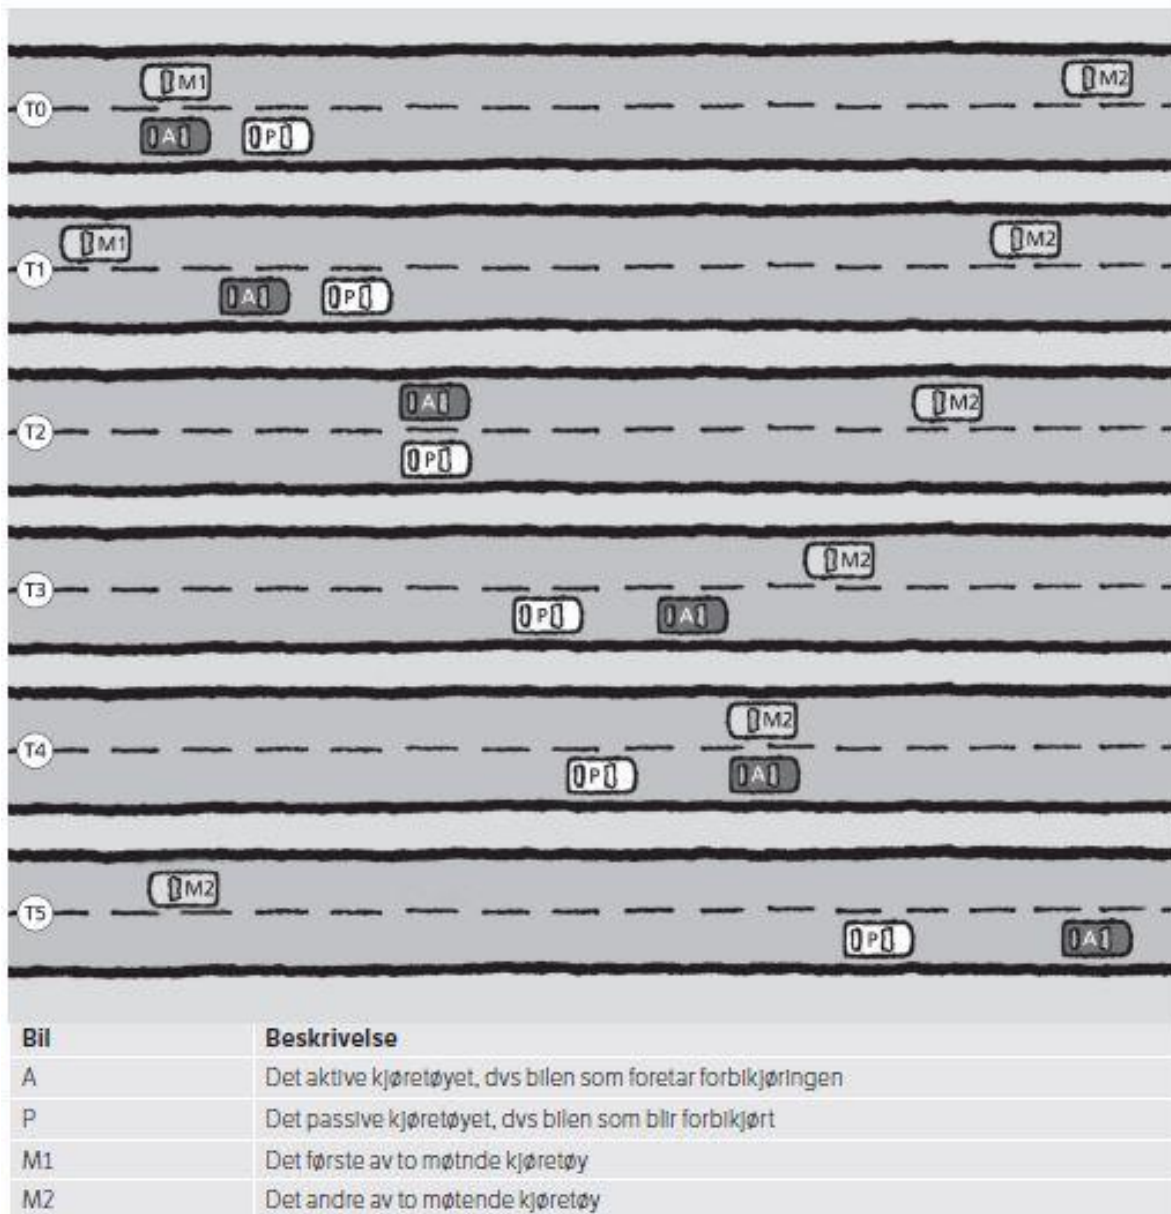 M1 M2
T0
A P
M1 M2
T1
A P
A M2
T2
P
M2
T3
P A
M2
T4
P A
M2
T5
P A
Bil Beskrivelse
A Det aktive kjøretøyet, dvs bilen som foretar forbikjøringen
P Det passive kjøretøyet, dvs bilen som blir forbikjørt
M1 Det første av to møtnde kjøretøy
M2 Det andre av to møtende kjøretøy